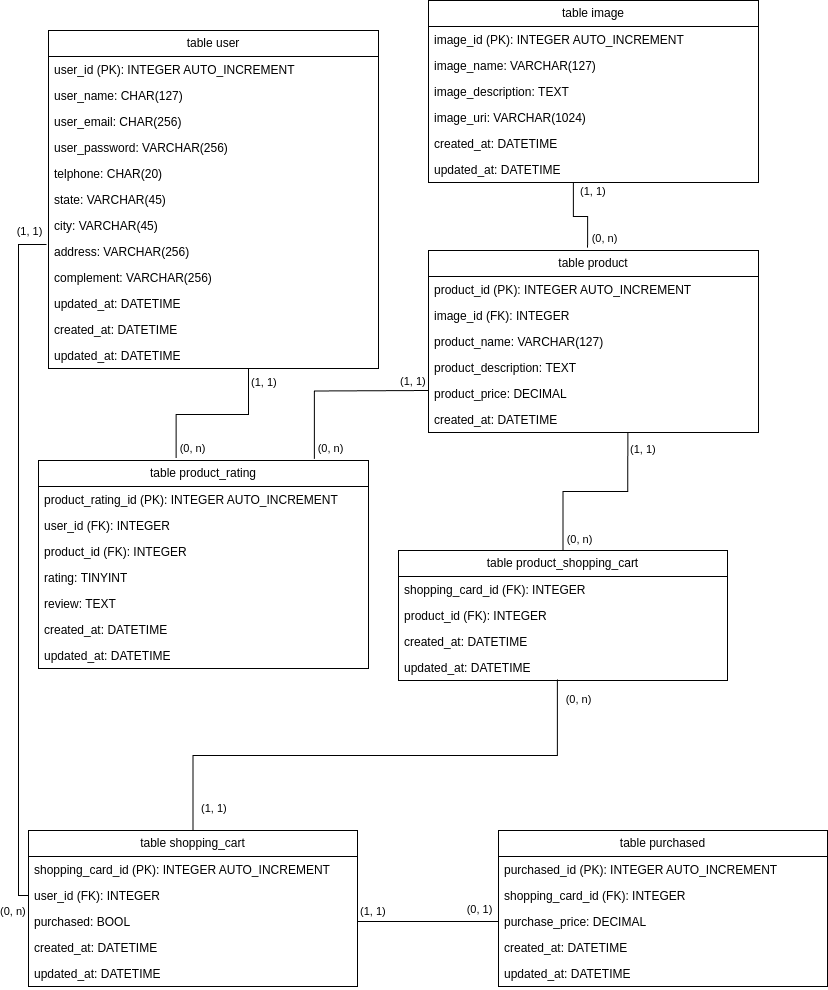 table user
user_id (PK): INTEGER AUTO_INCREMENT
user_name: CHAR(127)
user_email: CHAR(256)
user_password: VARCHAR(256)
telphone: CHAR(20)
state: VARCHAR(45)
city: VARCHAR(45)
address: VARCHAR(256)
complement: VARCHAR(256)
updated_at: DATETIME
created_at: DATETIME
updated_at: DATETIME
table image
image_id (PK): INTEGER AUTO_INCREMENT
image_name: VARCHAR(127)
image_description: TEXT
image_uri: VARCHAR(1024)
created_at: DATETIME
updated_at: DATETIME
(1, 1)
(0, n)
(1, 1)
table product
product_id (PK): INTEGER AUTO_INCREMENT
image_id (FK): INTEGER
product_name: VARCHAR(127)
product_description: TEXT
product_price: DECIMAL
created_at: DATETIME
(1, 1)
(1, 1)
(0, n)
(0, n)
(1, 1)
(0, n)
table product_rating
product_rating_id (PK): INTEGER AUTO_INCREMENT
user_id (FK): INTEGER
product_id (FK): INTEGER
rating: TINYINT
review: TEXT
created_at: DATETIME
updated_at: DATETIME
table product_shopping_cart
shopping_card_id (FK): INTEGER
product_id (FK): INTEGER
created_at: DATETIME
updated_at: DATETIME
(0, n)
(1, 1)
table shopping_cart
shopping_card_id (PK): INTEGER AUTO_INCREMENT
user_id (FK): INTEGER
purchased: BOOL
created_at: DATETIME
updated_at: DATETIME
(0, n)
(1, 1)
(0, 1)
table purchased
purchased_id (PK): INTEGER AUTO_INCREMENT
shopping_card_id (FK): INTEGER
purchase_price: DECIMAL
created_at: DATETIME
updated_at: DATETIME